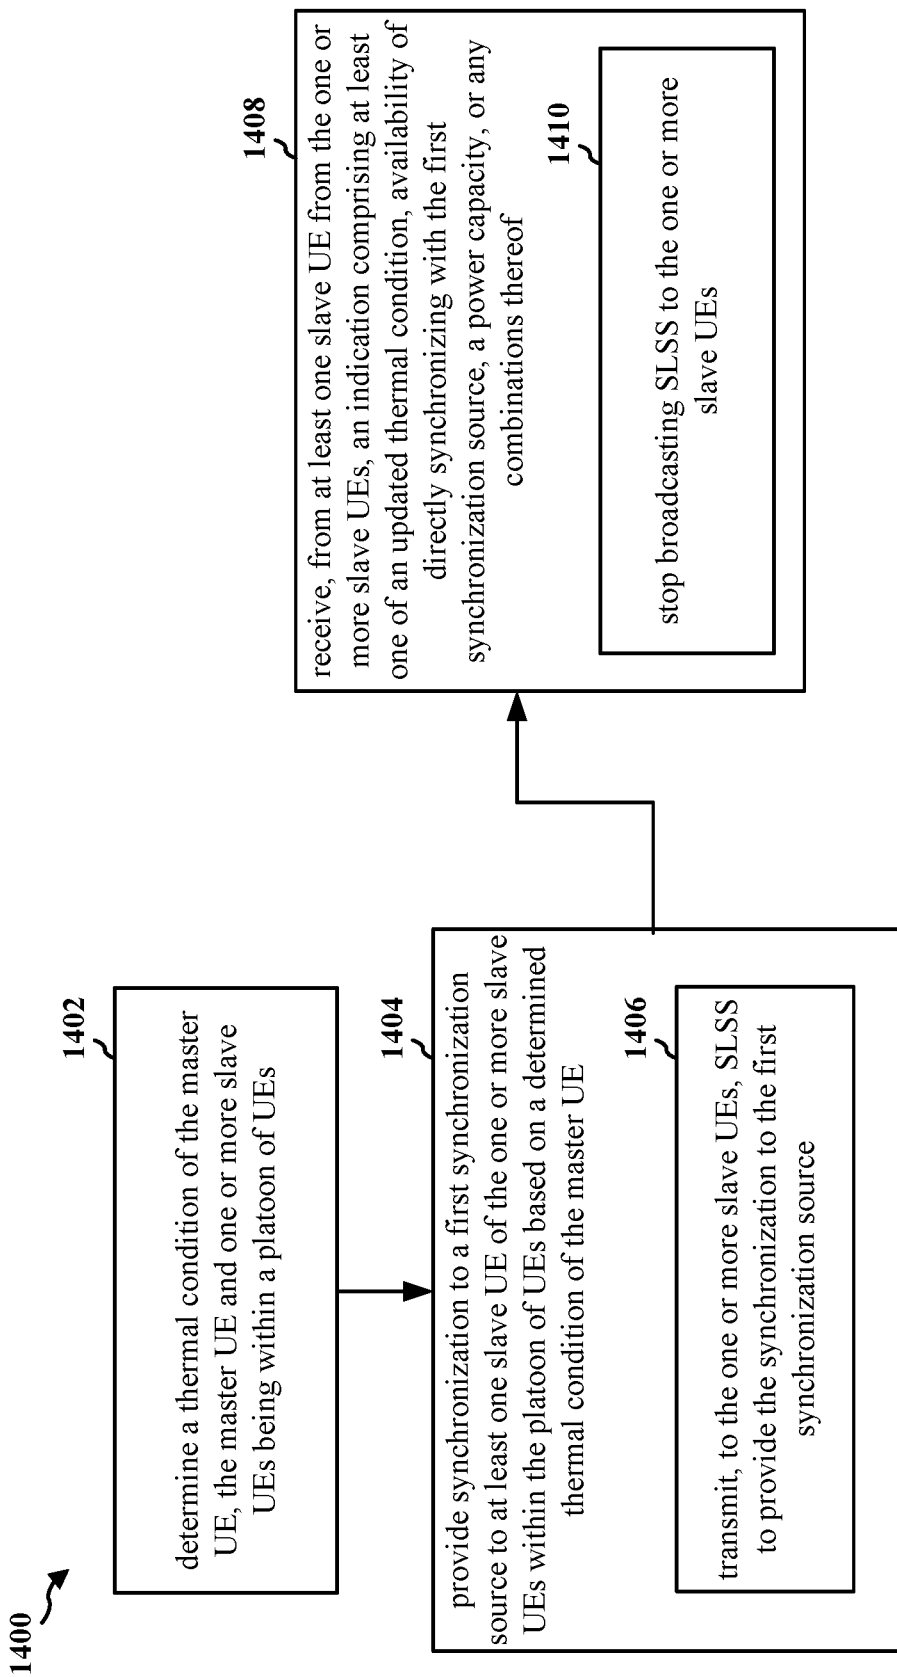 1400
1402
determine a thermal condition of the master
UE, the master UE and one or more slave
UEs being within a platoon of UEs
1404
provide synchronization to a first synchronization
source to at least one slave UE of the one or more slave
UEs within the platoon of UEs based on a determined
thermal condition of the master UE
1406
transmit, to the one or more slave UEs, SLSS
to provide the synchronization to the first
synchronization source
1408
receive, from at least one slave UE from the one or
more slave UEs, an indication comprising at least
one of an updated thermal condition, availability of
directly synchronizing with the first
synchronization source, a power capacity, or any
combinations thereof
1410
stop broadcasting SLSS to the one or more
slave UEs